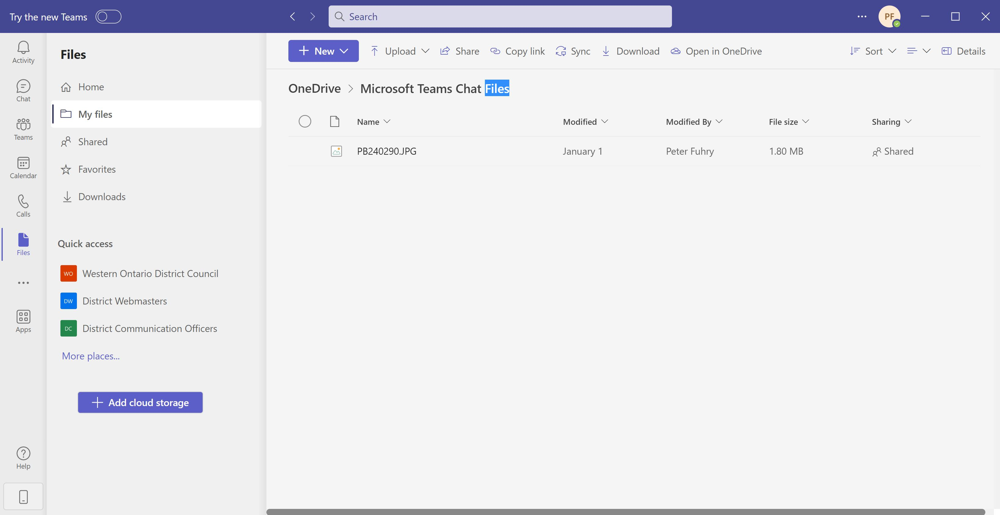 Try the new Teams
Search
PF
Activity
Chat
Teams
Calendar
Calls
Files
Apps
Help
Files
Home
My files
Shared
Favorites
Downloads
Quick access
WO Western Ontario District Council
DW District Webmasters
DC District Communication Officers
More places...
Add cloud storage
New Upload Share Copy link Sync Download Open in OneDrive Sort Details
OneDrive > Microsoft Teams Chat Files
Name Modified Modified By File size Sharing
PB240290.JPG January 1 Peter Fuhry 1.80 MB Shared